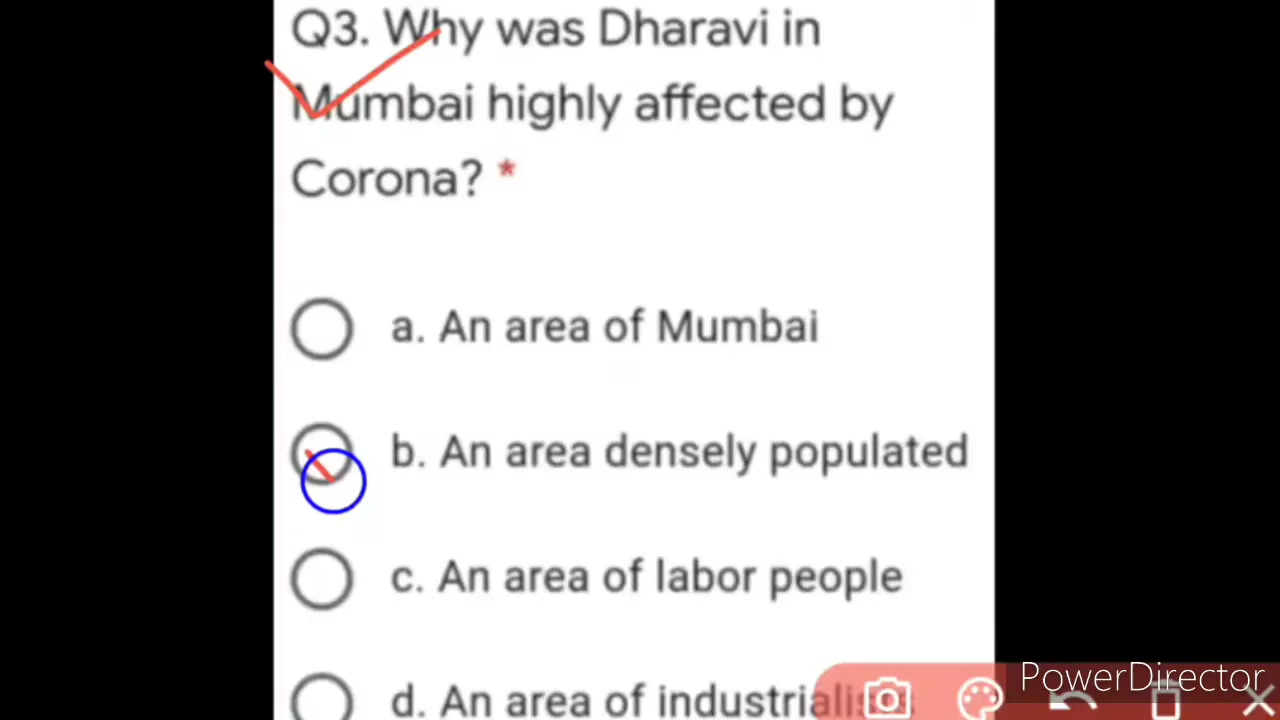 Q3. Why was Dharavi in
Mumbai highly affected by
Corona? *
a. An area of Mumbai
b. An area densely populated
c. An area of labor people
d. An area of industrialists
PowerDirector